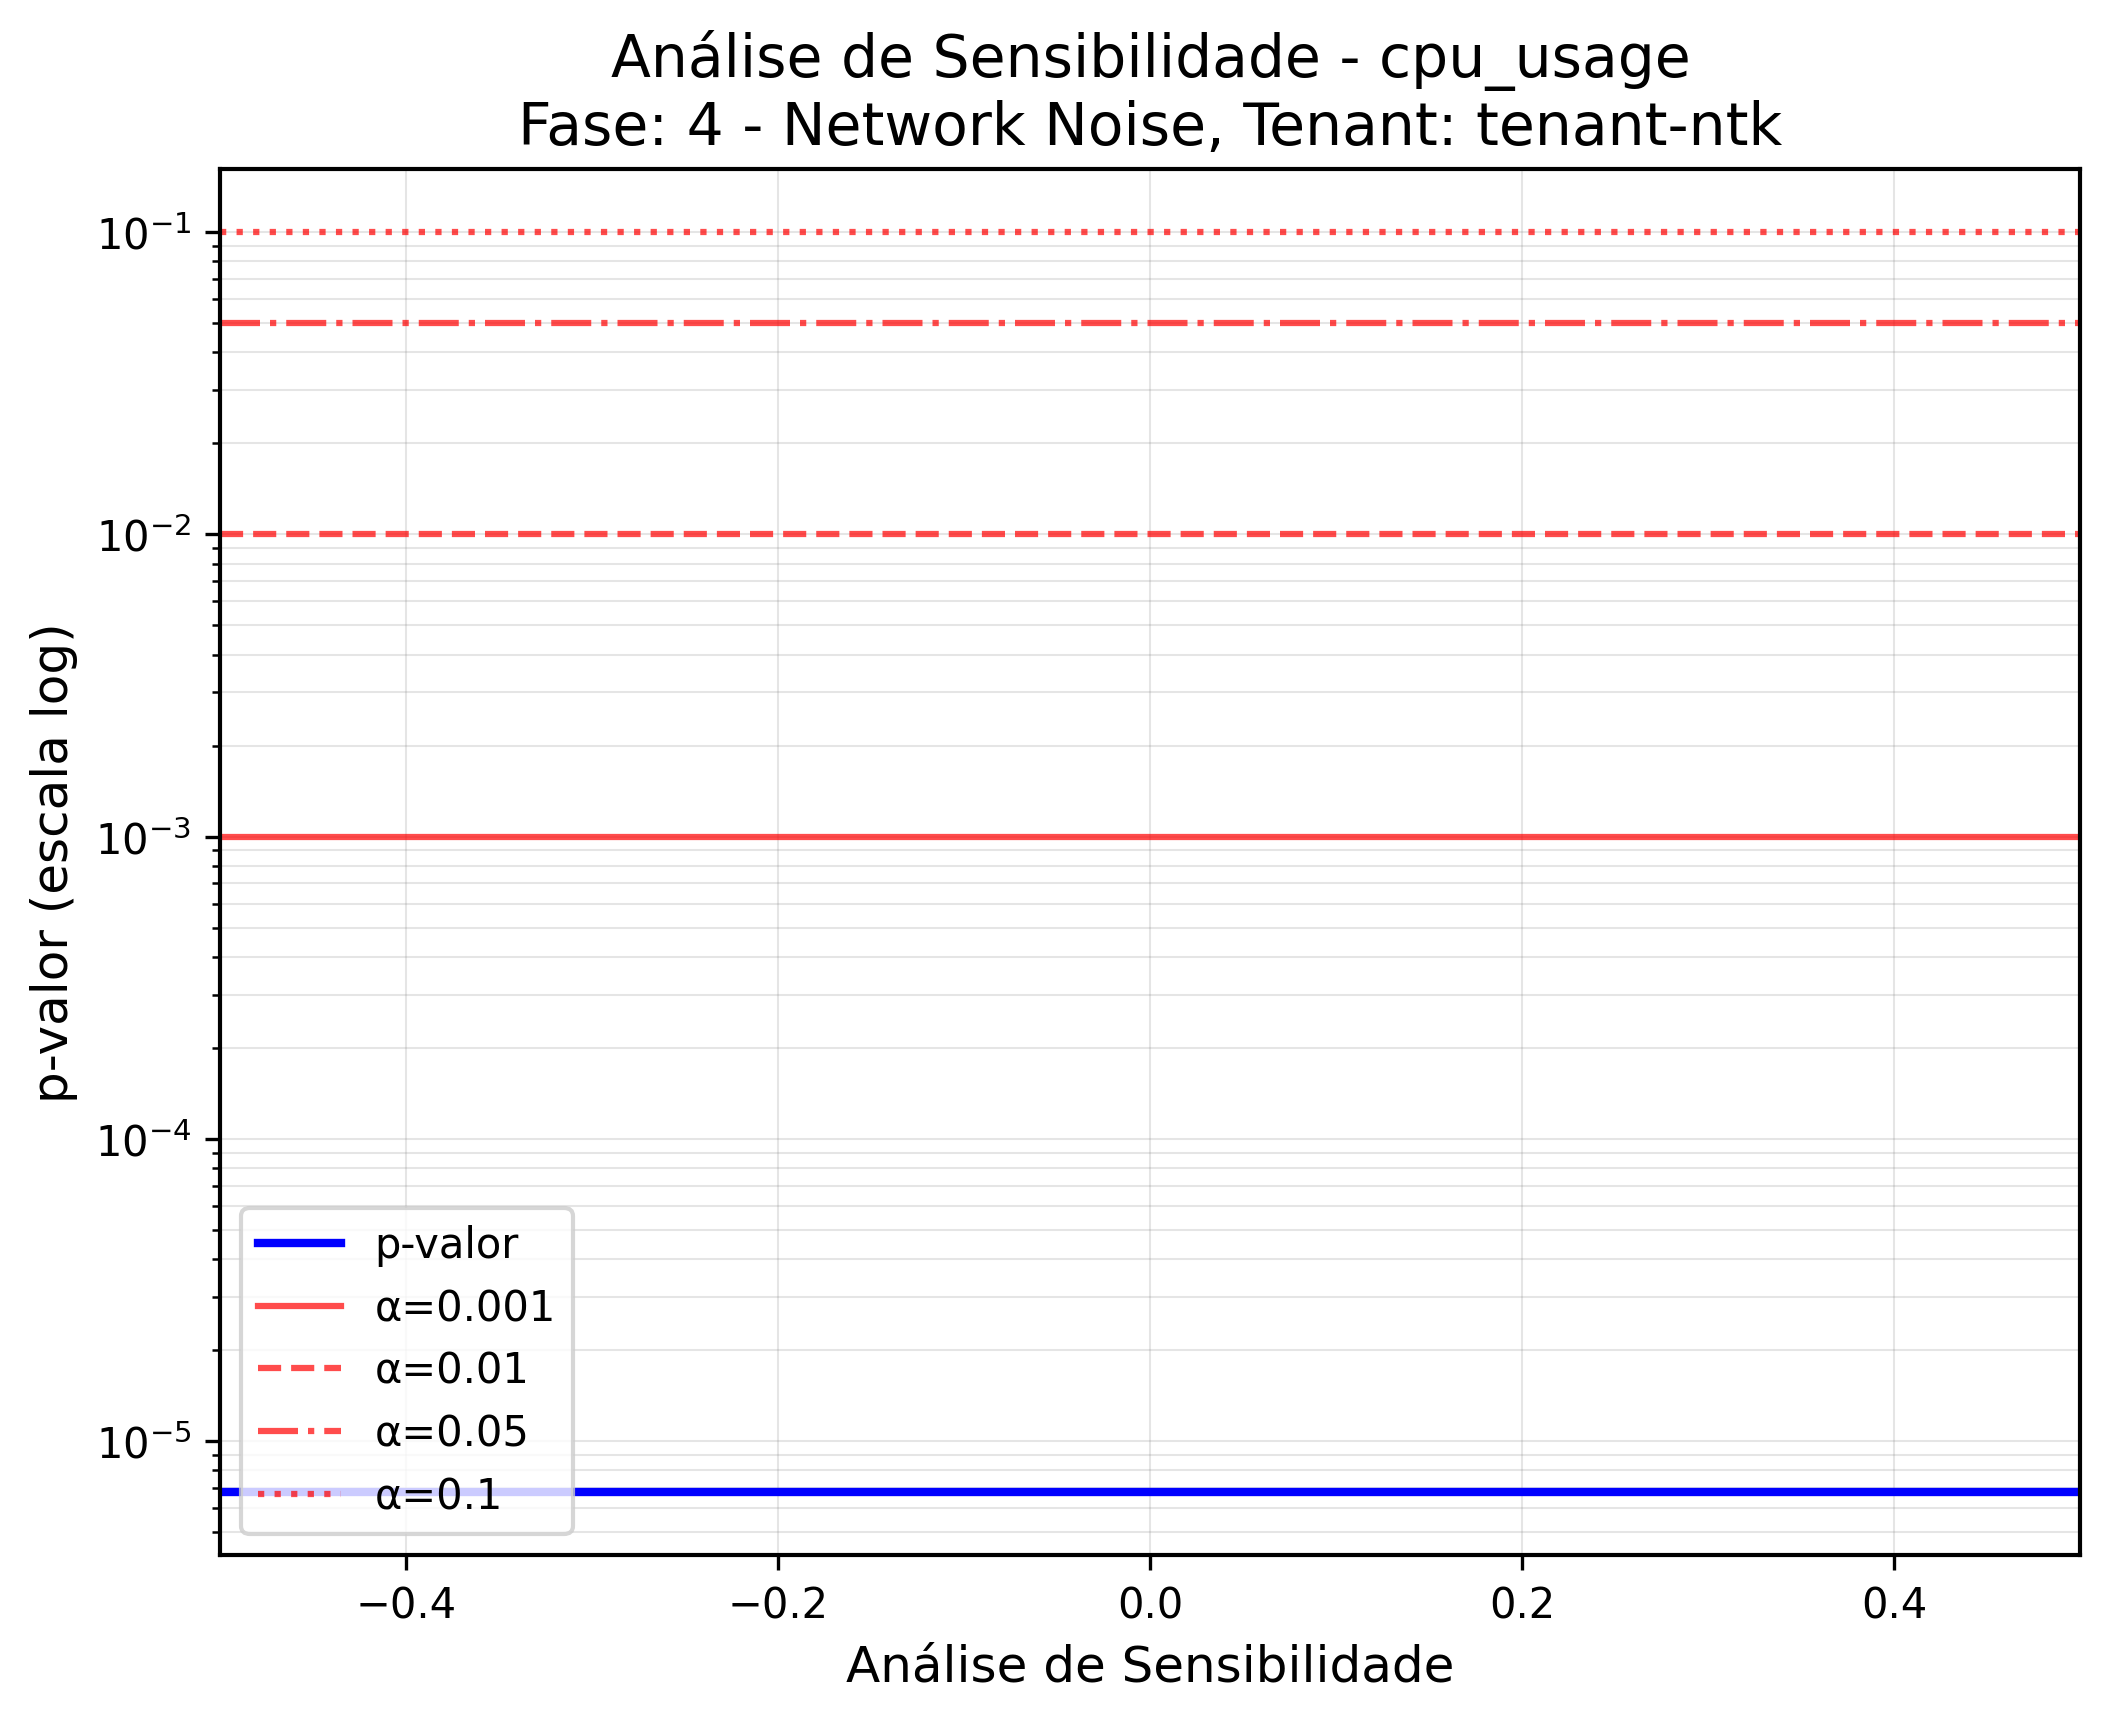 Análise de Sensibilidade - cpu_usage
Fase: 4 - Network Noise, Tenant: tenant-ntk
p-valor (escala log)
10⁻¹
10⁻²
10⁻³
10⁻⁴
10⁻⁵
p-valor
α=0.001
α=0.01
α=0.05
α=0.1
−0.4 −0.2 0.0 0.2 0.4
Análise de Sensibilidade